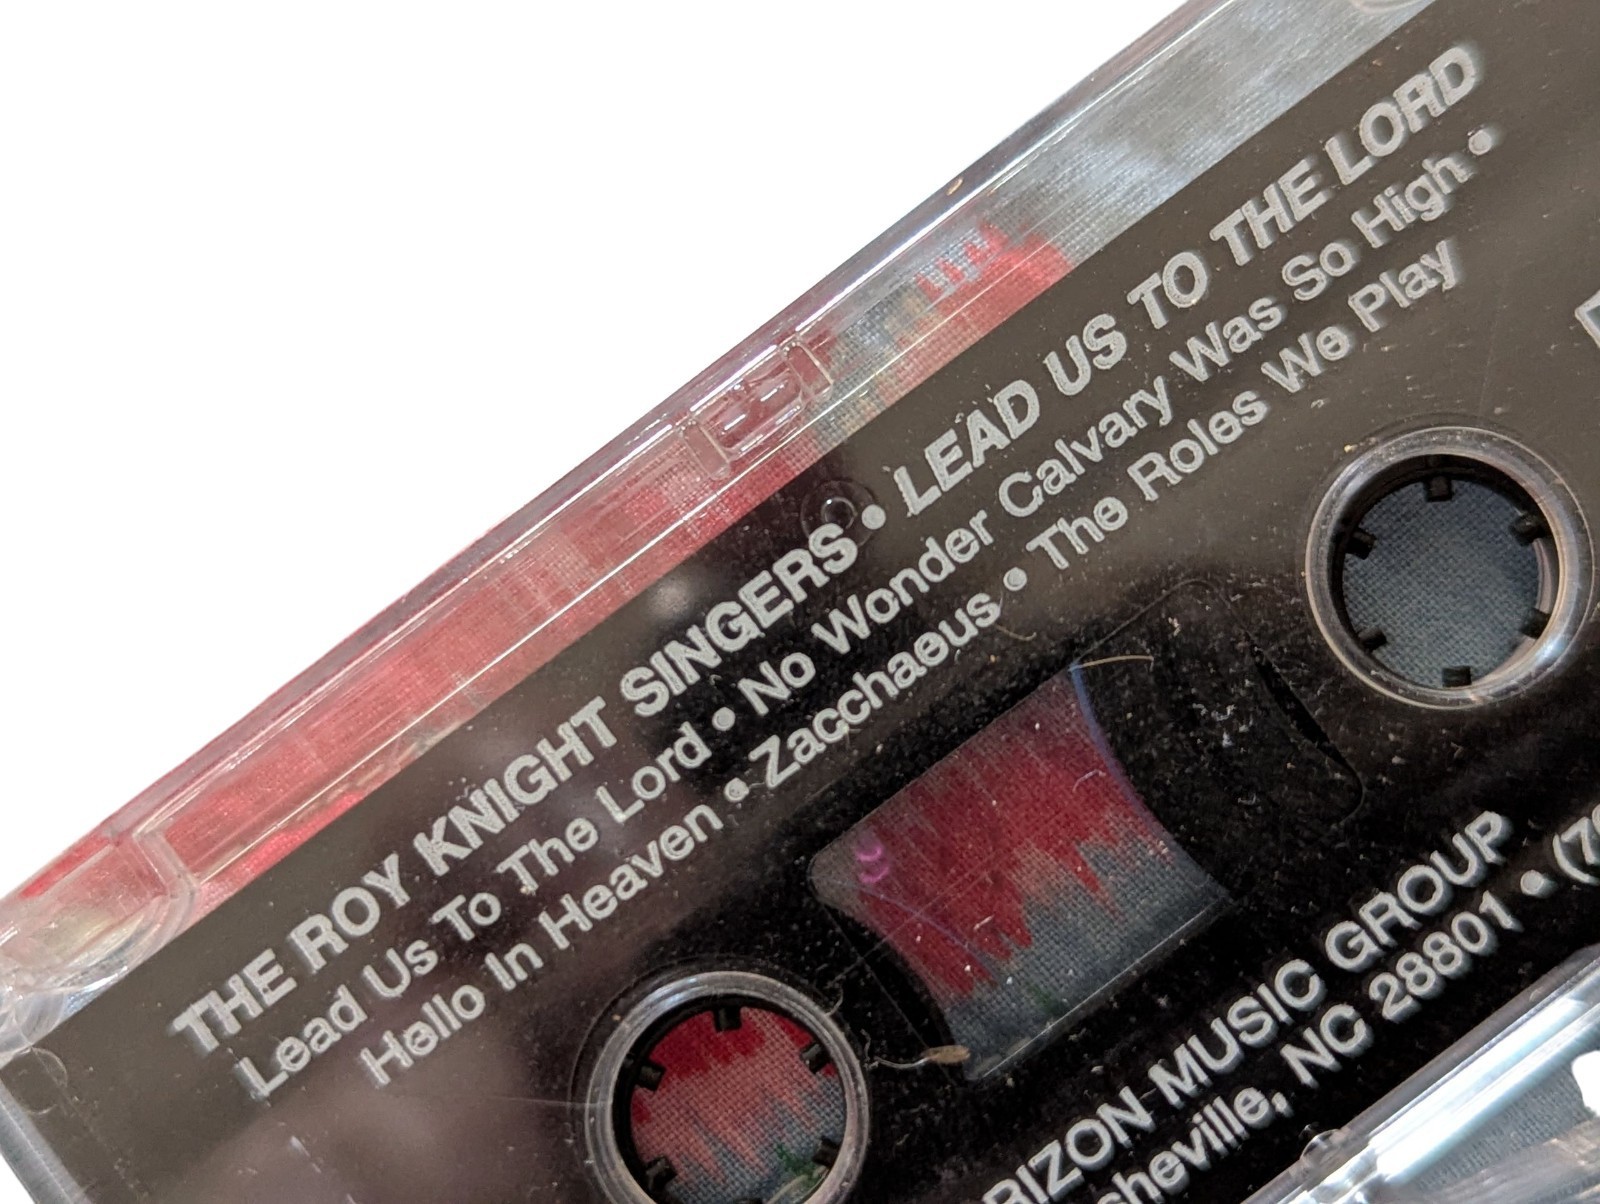 THE ROY KNIGHT SINGERS • LEAD US TO THE LORD
Lead Us To The Lord • No Wonder Calvary Was So High •
Hello In Heaven • Zacchaeus • The Roles We Play
RIZON MUSIC GROUP
sheville, NC 28801 • (70